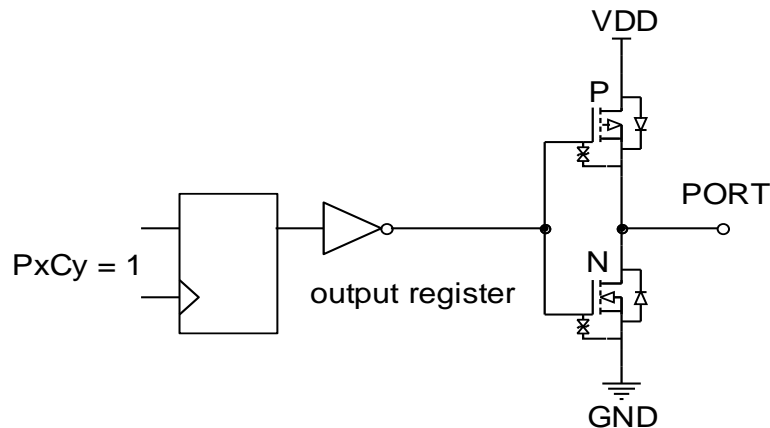 VDD
P
PORT
PxCy = 1
N
output register
GND